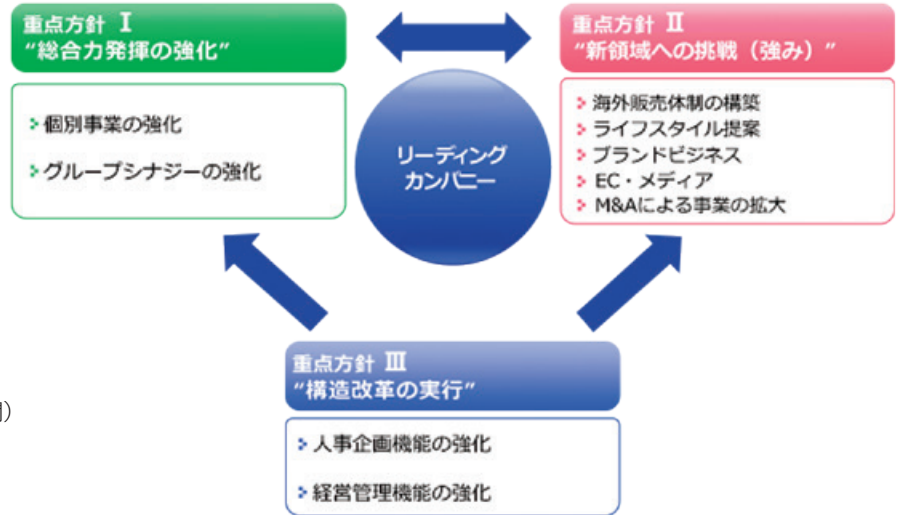 重点方針 Ⅰ
“総合力発揮の強化”
個別事業の強化
グループシナジーの強化
リーディング
カンパニー
重点方針 Ⅱ
“新領域への挑戦（強み）”
海外販売体制の構築
ライフスタイル提案
ブランドビジネス
EC・メディア
M&Aによる事業の拡大
重点方針 Ⅲ
“構造改革の実行”
人事企画機能の強化
経営管理機能の強化